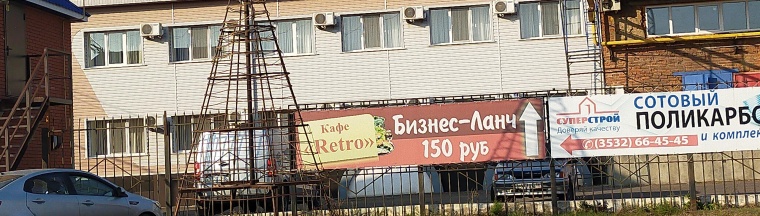 Кафе
«Retro»
Бизнес-Ланч
150 руб
СУПЕРСТРОЙ
Доверяй качеству
СОТОВЫЙ
ПОЛИКАРБО
(3532) 66-45-45
и комплек